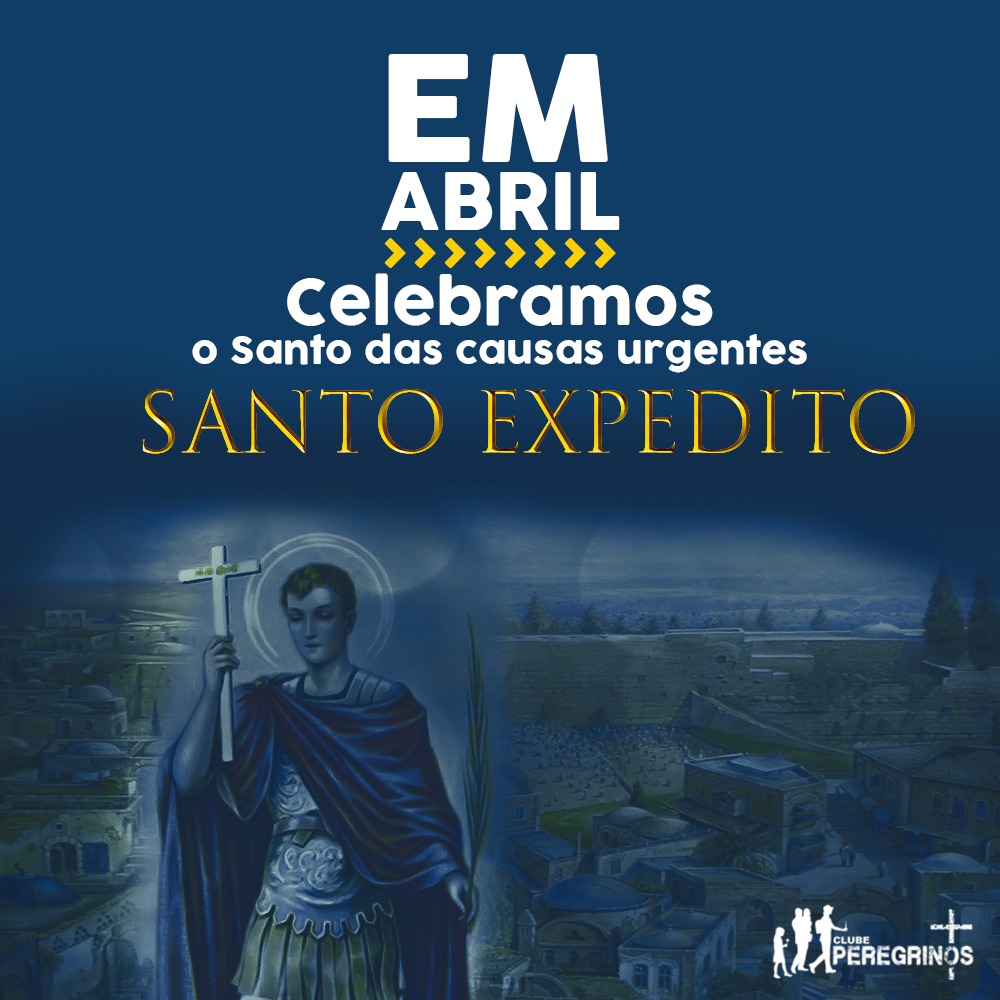 EM
ABRIL
Celebramos
o Santo das causas urgentes
SANTO EXPEDITO
CLUBE
PEREGRINOS